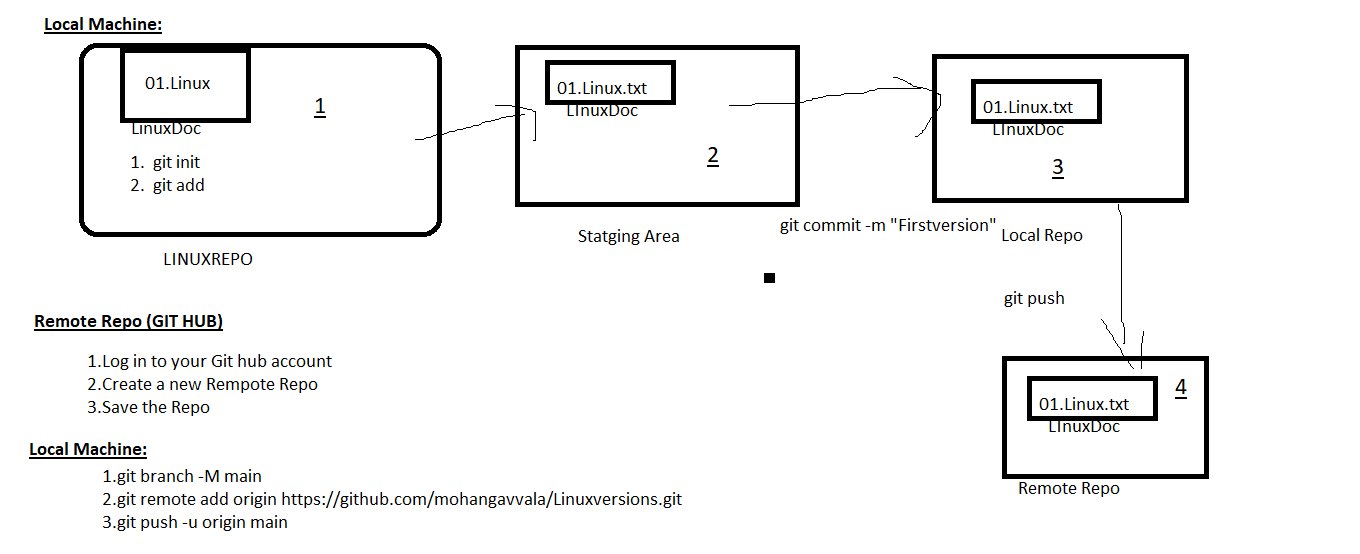 Local Machine:
01.Linux
LinuxDoc
1
1. git init
2. git add
LINUXREPO
01.Linux.txt
LInuxDoc
2
Statging Area
git commit -m "Firstversion"
01.Linux.txt
LInuxDoc
3
Local Repo
git push
01.Linux.txt
LInuxDoc
4
Remote Repo
Remote Repo (GIT HUB)
1.Log in to your Git hub account
2.Create a new Rempote Repo
3.Save the Repo
Local Machine:
1.git branch -M main
2.git remote add origin https://github.com/mohangavvala/Linuxversions.git
3.git push -u origin main